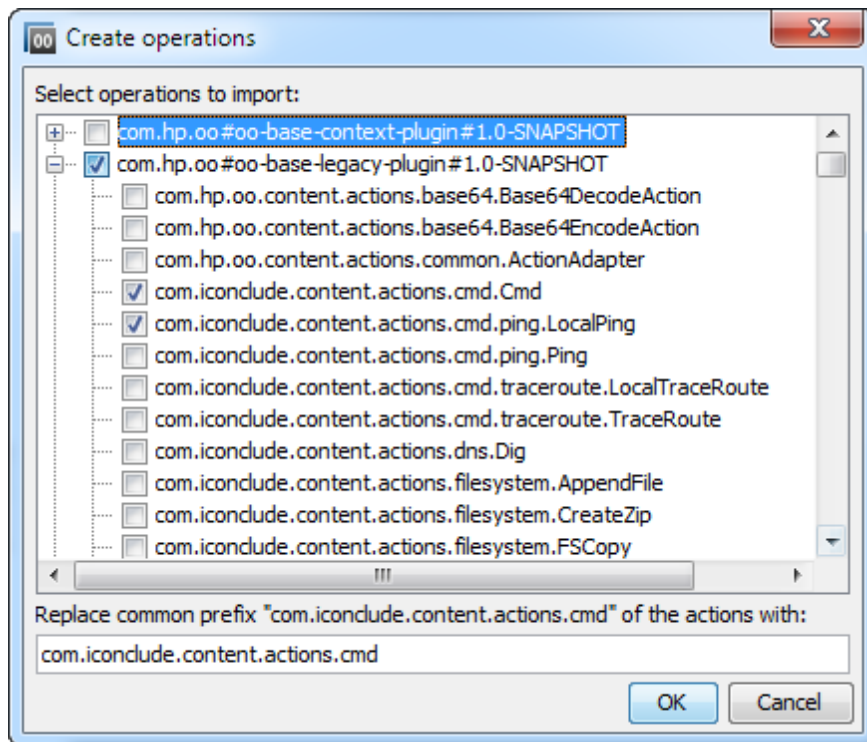 oo Create operations
Select operations to import:
com.hp.oo#oo-base-context-plugin#1.0-SNAPSHOT
com.hp.oo#oo-base-legacy-plugin#1.0-SNAPSHOT
com.hp.oo.content.actions.base64.Base64DecodeAction
com.hp.oo.content.actions.base64.Base64EncodeAction
com.hp.oo.content.actions.common.ActionAdapter
com.iconclude.content.actions.cmd.Cmd
com.iconclude.content.actions.cmd.ping.LocalPing
com.iconclude.content.actions.cmd.ping.Ping
com.iconclude.content.actions.cmd.traceroute.LocalTraceRoute
com.iconclude.content.actions.cmd.traceroute.TraceRoute
com.iconclude.content.actions.dns.Dig
com.iconclude.content.actions.filesystem.AppendFile
com.iconclude.content.actions.filesystem.CreateZip
com.iconclude.content.actions.filesystem.FSCopy
Replace common prefix "com.iconclude.content.actions.cmd" of the actions with:
com.iconclude.content.actions.cmd
OK Cancel